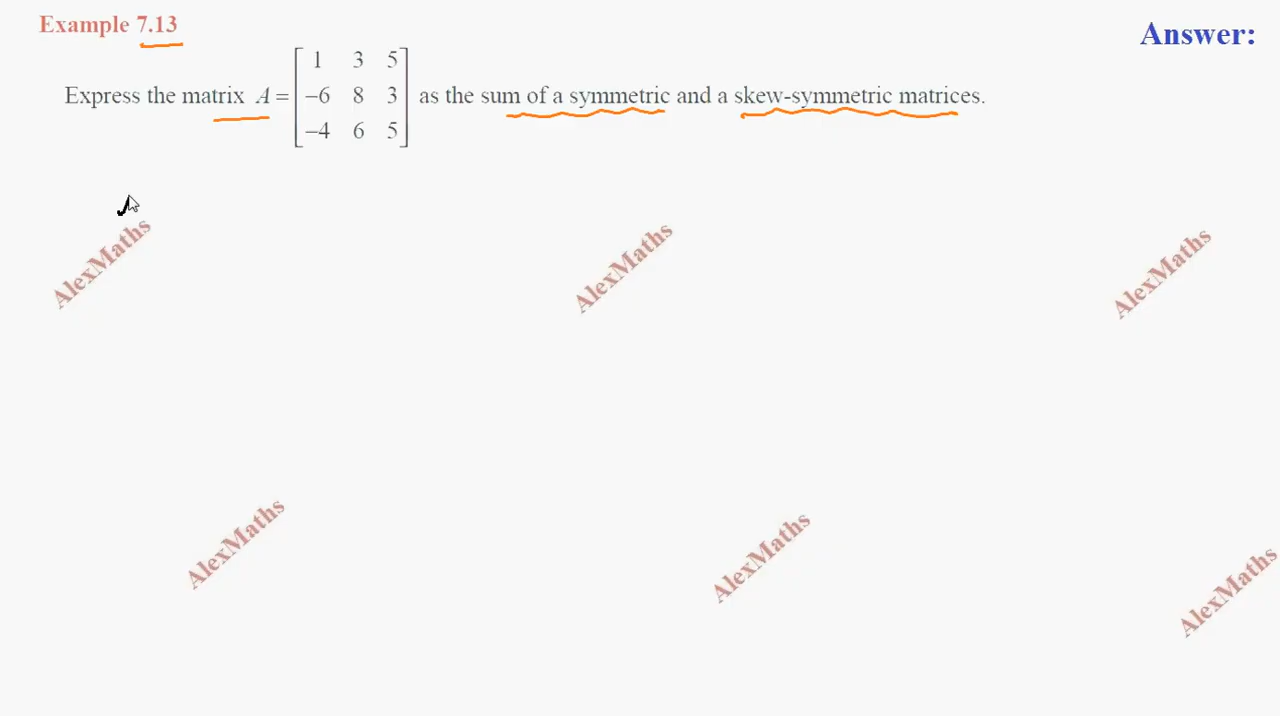 Example 7.13
Answer:
1 3 5
Express the matrix A = −6 8 3 as the sum of a symmetric and a skew-symmetric matrices.
−4 6 5
AlexMaths
AlexMaths
AlexMaths
AlexMaths
AlexMaths
AlexMaths